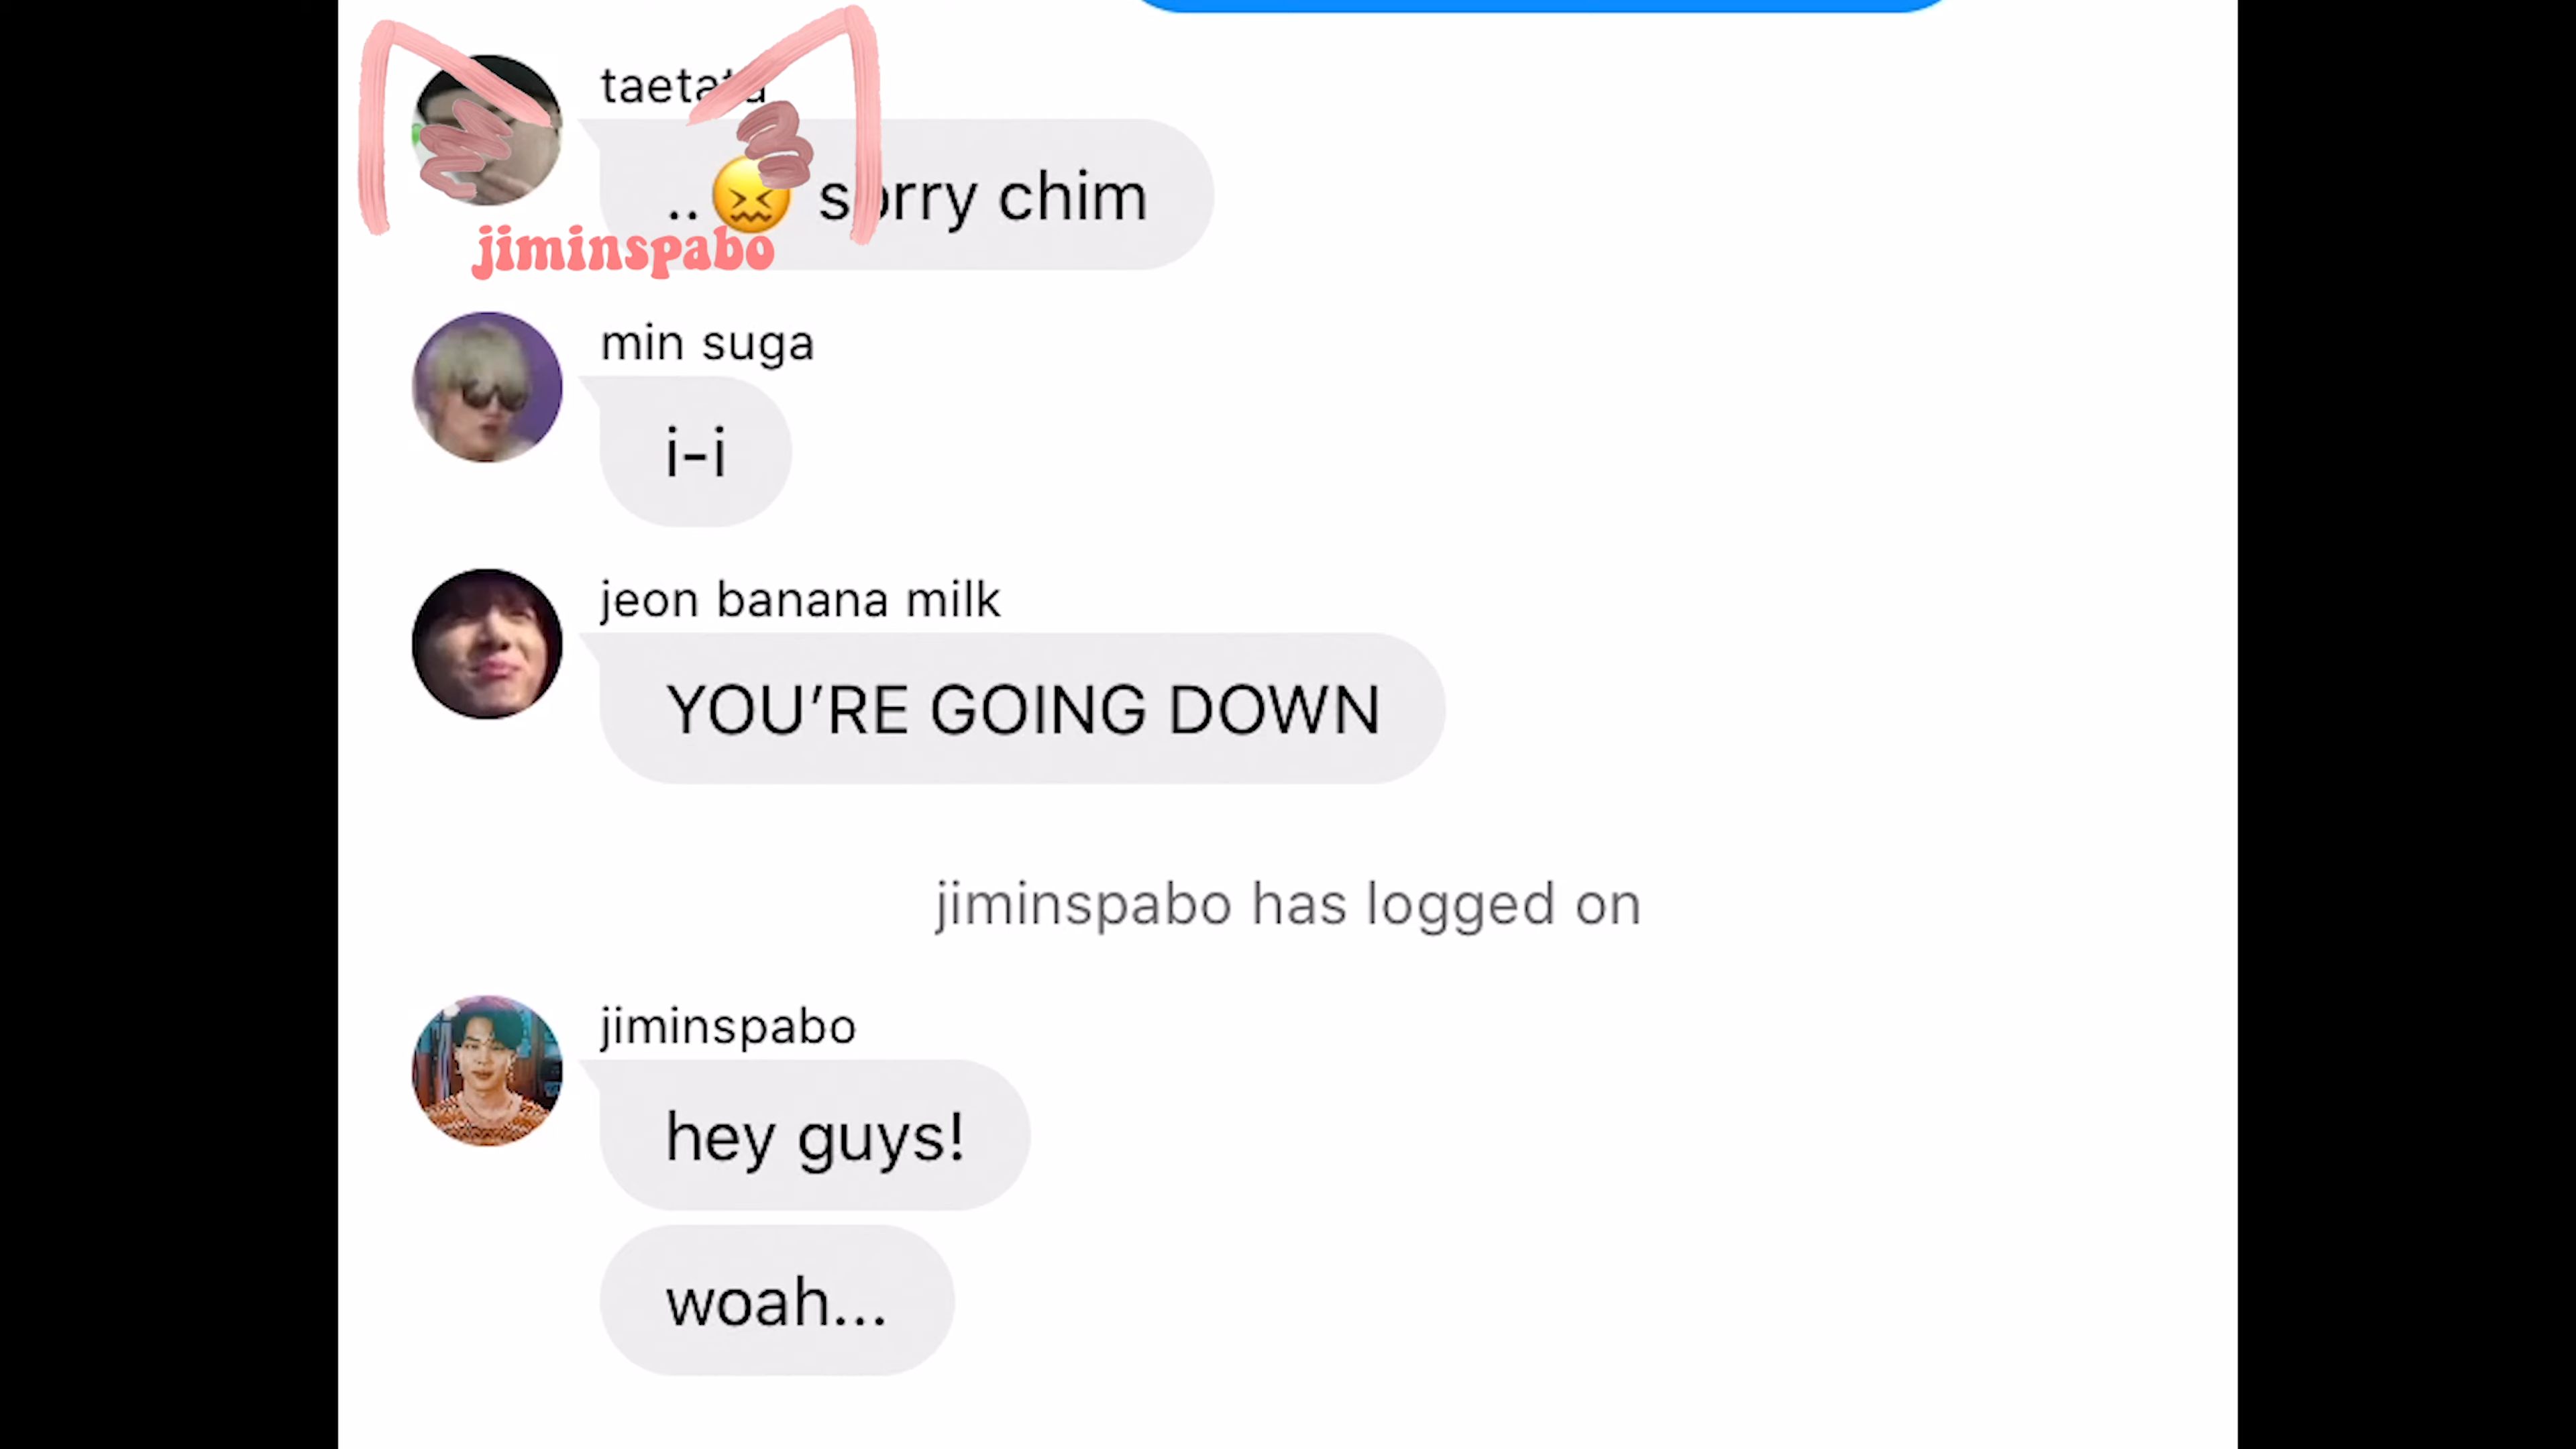 taetata
..😖 sorry chim
jiminspabo
min suga
i-i
jeon banana milk
YOU’RE GOING DOWN
jiminspabo has logged on
jiminspabo
hey guys!
woah...